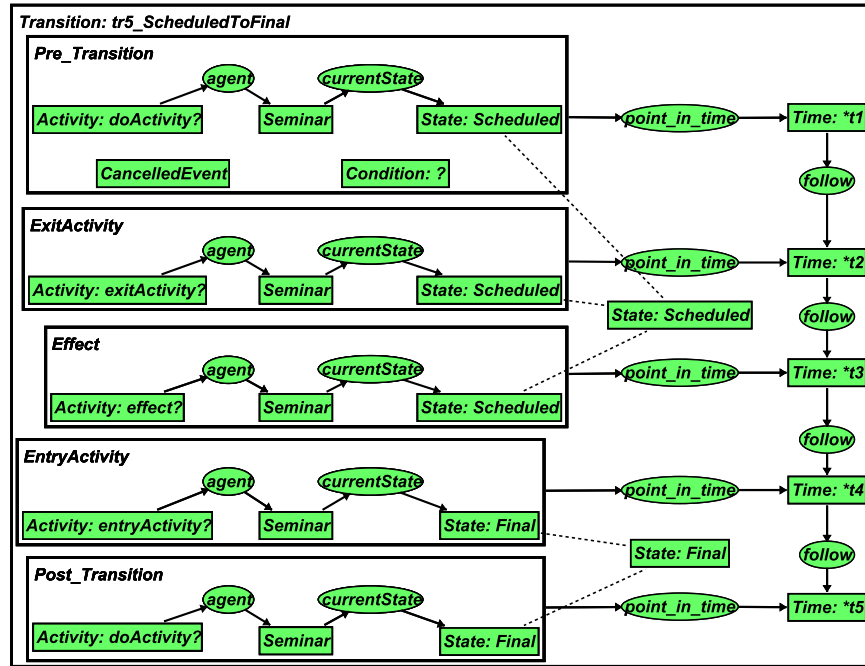 Transition: tr5_ScheduledToFinal
Pre_Transition
agent
currentState
Activity: doActivity?
Seminar
State: Scheduled
point_in_time
Time: *t1
CancelledEvent
Condition: ?
follow
ExitActivity
agent
currentState
Activity: exitActivity?
Seminar
State: Scheduled
point_in_time
Time: *t2
State: Scheduled
follow
Effect
agent
currentState
Activity: effect?
Seminar
State: Scheduled
point_in_time
Time: *t3
follow
EntryActivity
agent
currentState
Activity: entryActivity?
Seminar
State: Final
point_in_time
Time: *t4
State: Final
follow
Post_Transition
agent
currentState
Activity: doActivity?
Seminar
State: Final
point_in_time
Time: *t5